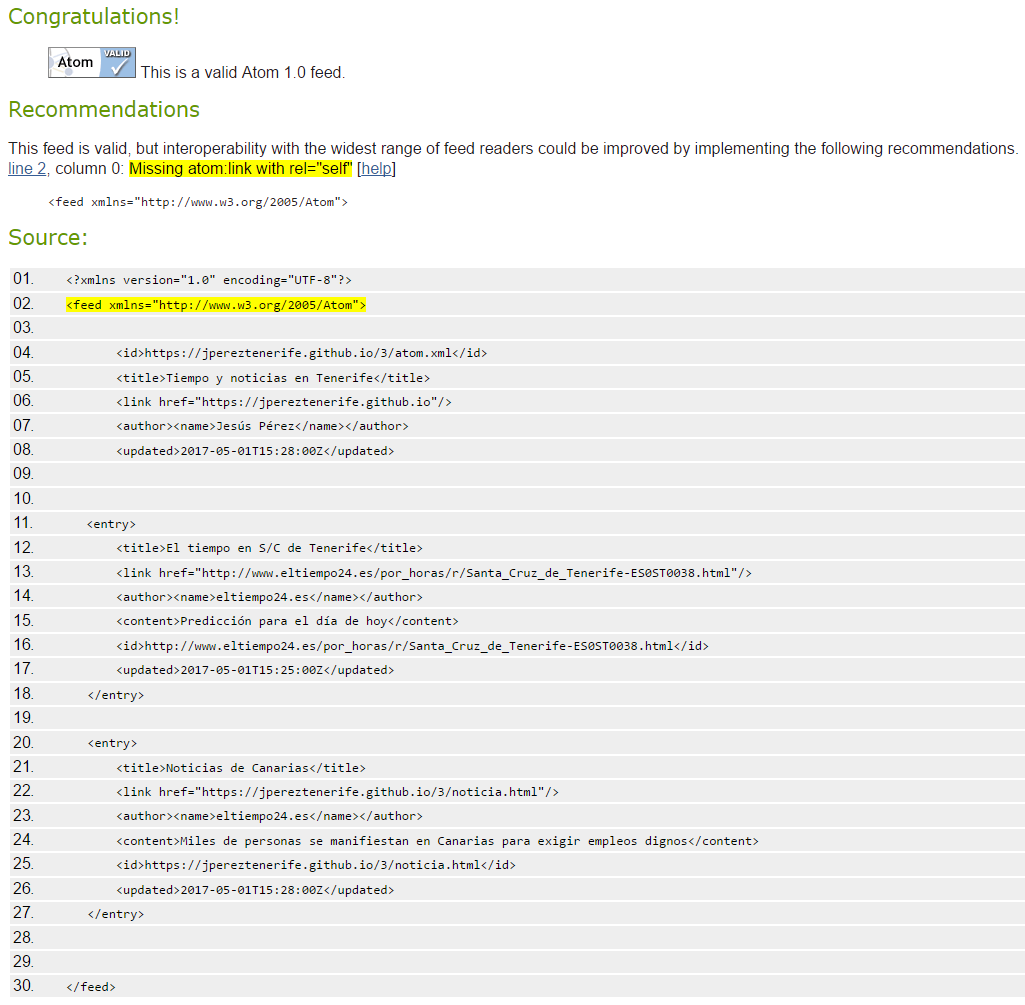 Congratulations!
Atom VALID This is a valid Atom 1.0 feed.
Recommendations
This feed is valid, but interoperability with the widest range of feed readers could be improved by implementing the following recommendations.
line 2, column 0: Missing atom:link with rel="self" [help]
<feed xmlns="http://www.w3.org/2005/Atom">
Source:
01. <?xmlns version="1.0" encoding="UTF-8"?>
02. <feed xmlns="http://www.w3.org/2005/Atom">
03.
04. <id>https://jpereztenerife.github.io/3/atom.xml</id>
05. <title>Tiempo y noticias en Tenerife</title>
06. <link href="https://jpereztenerife.github.io"/>
07. <author><name>Jesús Pérez</name></author>
08. <updated>2017-05-01T15:28:00Z</updated>
09.
10.
11. <entry>
12. <title>El tiempo en S/C de Tenerife</title>
13. <link href="http://www.eltiempo24.es/por_horas/r/Santa_Cruz_de_Tenerife-ES0ST0038.html"/>
14. <author><name>eltiempo24.es</name></author>
15. <content>Predicción para el día de hoy</content>
16. <id>http://www.eltiempo24.es/por_horas/r/Santa_Cruz_de_Tenerife-ES0ST0038.html</id>
17. <updated>2017-05-01T15:25:00Z</updated>
18. </entry>
19.
20. <entry>
21. <title>Noticias de Canarias</title>
22. <link href="https://jpereztenerife.github.io/3/noticia.html"/>
23. <author><name>eltiempo24.es</name></author>
24. <content>Miles de personas se manifiestan en Canarias para exigir empleos dignos</content>
25. <id>https://jpereztenerife.github.io/3/noticia.html</id>
26. <updated>2017-05-01T15:28:00Z</updated>
27. </entry>
28.
29.
30. </feed>